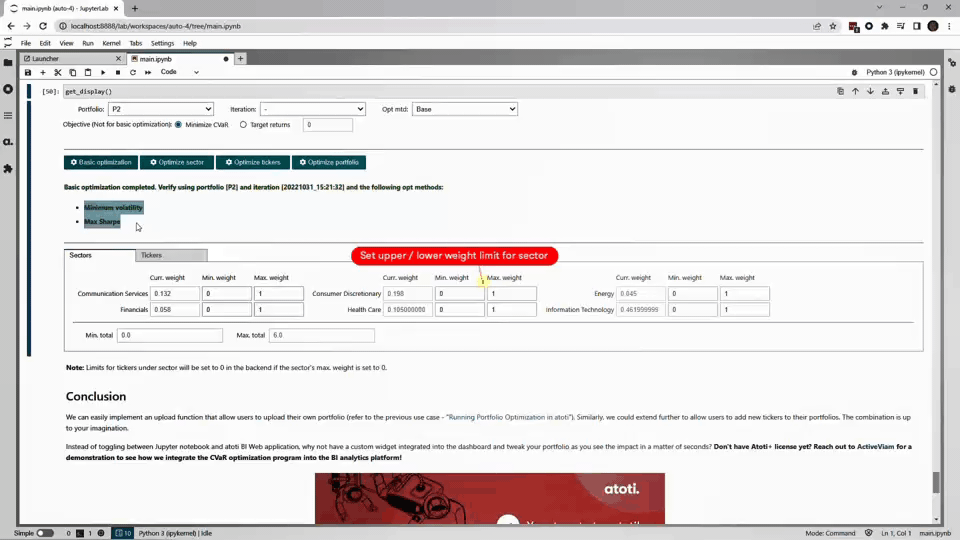 main.ipynb (auto-4) - JupyterLab
localhost:8888/lab/workspaces/auto-4/tree/main.ipynb
File Edit View Run Kernel Tabs Settings Help
Launcher main.ipynb
Code Python 3 (ipykernel)
[50]: get_display()
Portfolio: P2 Iteration: - Opt mtd: Base
Objective (Not for basic optimization): Minimize CVaR Target returns 0
Basic optimization Optimize sector Optimize tickers Optimize portfolio
Basic optimization completed. Verify using portfolio [P2] and iteration [20221031_15:21:32] and the following opt methods:
Minimum volatility
Max Sharpe
Set upper / lower weight limit for sector
Sectors Tickers
Curr. weight Min. weight Max. weight Curr. weight Min. weight Max. weight Curr. weight Min. weight Max. weight
Communication Services 0.132 0 1 Consumer Discretionary 0.198 0 1 Energy 0.045 0 1
Financials 0.058 0 1 Health Care 0.105000000 0 1 Information Technology 0.461999999 0 1
Min. total 0.0 Max. total 6.0
Note: Limits for tickers under sector will be set to 0 in the backend if the sector's max. weight is set to 0.
Conclusion
We can easily implement an upload function that allow users to upload their own portfolio (refer to the previous use case - "Running Portfolio Optimization in atoti"). Similarly, we could extend further to allow users to add new tickers to their portfolios. The combination is up
to your imagination.
Instead of toggling between Jupyter notebook and atoti BI Web application, why not have a custom widget integrated into the dashboard and tweak your portfolio as you see the impact in a matter of seconds? Don't have Atoti+ license yet? Reach out to ActiveViam for a
demonstration to see how we integrate the CVaR optimization program into the BI analytics platform!
atoti.
Simple 0 1 10 Python 3 (ipykernel) | Idle Mode: Command Ln 1, Col 1 main.ipynb